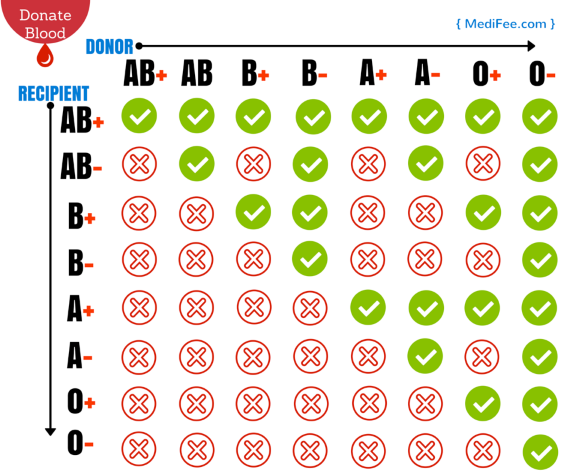 Donate
Blood
{ MediFee.com }
DONOR
AB+ AB B+ B- A+ A- O+ O-
RECIPIENT
AB+
AB-
B+
B-
A+
A-
O+
O-